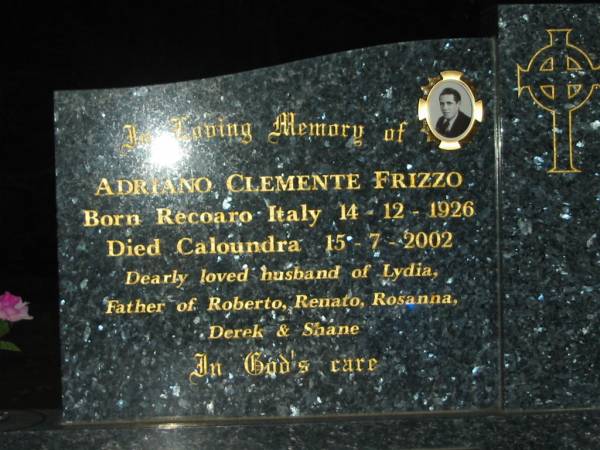 In Loving Memory of
ADRIANO CLEMENTE FRIZZO
Born Recoaro Italy 14 - 12 - 1926
Died Caloundra 15 - 7 - 2002
Dearly loved husband of Lydia,
Father of Roberto, Renato, Rosanna,
Derek & Shane
In God's care